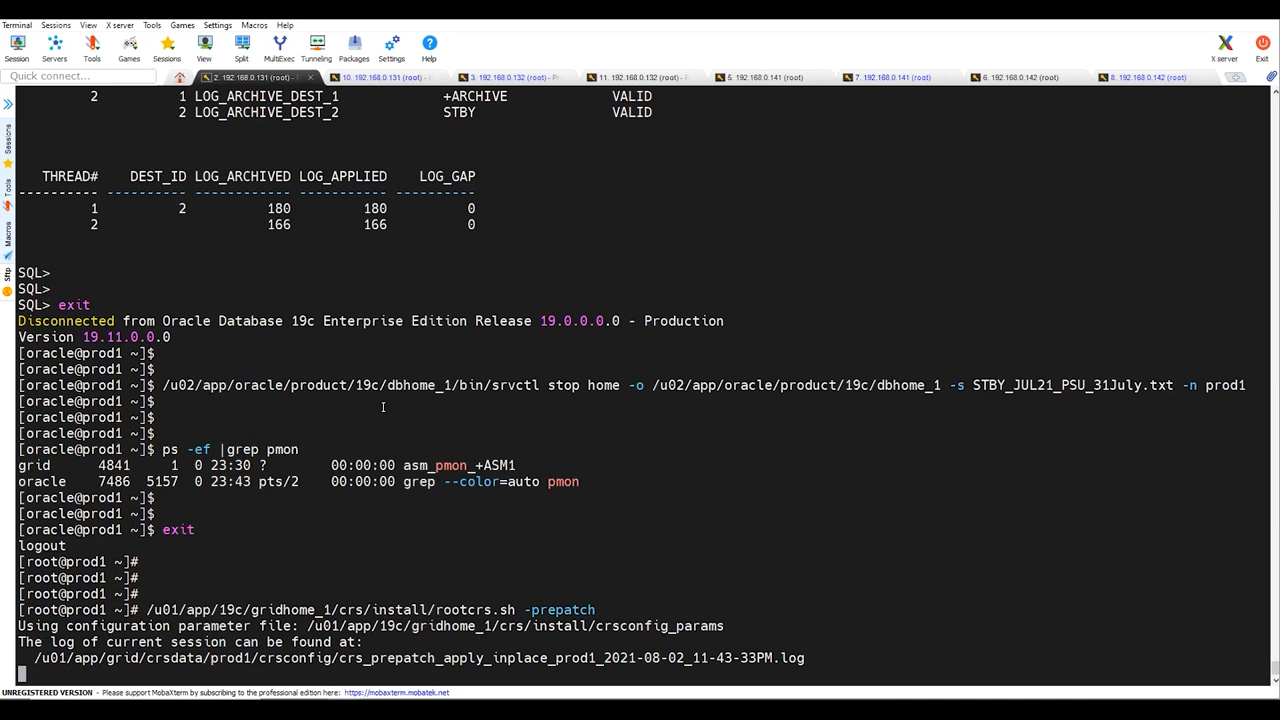 Terminal Sessions View X server Tools Games Settings Macros Help
Session Servers Tools Games Sessions View Split MultiExec Tunneling Packages Settings Help X server Exit
Quick connect... 2. 192.168.0.131 (root) - 10. 192.168.0.131 (root) - 3. 192.168.0.132 (root) - 11. 192.168.0.132 (root) - 5. 192.168.0.141 (root) 7. 192.168.0.141 (root) 6. 192.168.0.142 (root) 8. 192.168.0.142 (root)
Sessions
Tools
Macros
Sftp
2 1 LOG_ARCHIVE_DEST_1 +ARCHIVE VALID
2 LOG_ARCHIVE_DEST_2 STBY VALID
THREAD# DEST_ID LOG_ARCHIVED LOG_APPLIED LOG_GAP
---------- ---------- ------------ ----------- ----------
1 2 180 180 0
2 166 166 0
SQL>
SQL>
SQL> exit
Disconnected from Oracle Database 19c Enterprise Edition Release 19.0.0.0.0 - Production
Version 19.11.0.0.0
[oracle@prod1 ~]$
[oracle@prod1 ~]$
[oracle@prod1 ~]$ /u02/app/oracle/product/19c/dbhome_1/bin/srvctl stop home -o /u02/app/oracle/product/19c/dbhome_1 -s STBY_JUL21_PSU_31July.txt -n prod1
[oracle@prod1 ~]$
[oracle@prod1 ~]$
[oracle@prod1 ~]$
[oracle@prod1 ~]$ ps -ef |grep pmon
grid 4841 1 0 23:30 ? 00:00:00 asm_pmon_+ASM1
oracle 7486 5157 0 23:43 pts/2 00:00:00 grep --color=auto pmon
[oracle@prod1 ~]$
[oracle@prod1 ~]$
[oracle@prod1 ~]$ exit
logout
[root@prod1 ~]#
[root@prod1 ~]#
[root@prod1 ~]#
[root@prod1 ~]# /u01/app/19c/gridhome_1/crs/install/rootcrs.sh -prepatch
Using configuration parameter file: /u01/app/19c/gridhome_1/crs/install/crsconfig_params
The log of current session can be found at:
/u01/app/grid/crsdata/prod1/crsconfig/crs_prepatch_apply_inplace_prod1_2021-08-02_11-43-33PM.log
UNREGISTERED VERSION - Please support MobaXterm by subscribing to the professional edition here: https://mobaxterm.mobatek.net